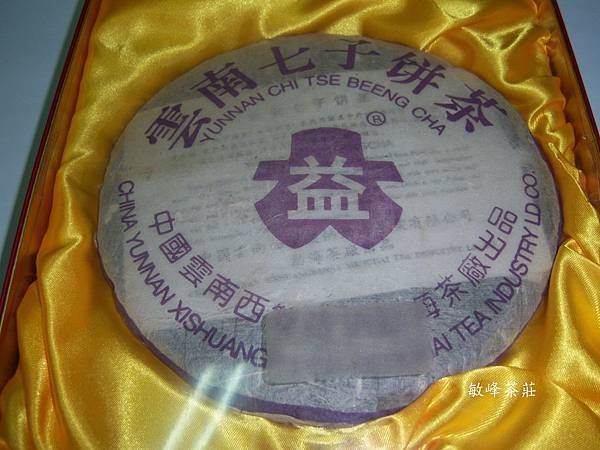 雲南七子餅茶
YUNNAN CHI TSE BEENG CHA
®
益
中國雲南西
茶廠出品
CHINA YUNNAN XISHUANG
AI TEA INDUSTRY LD CO.
敏峰茶莊